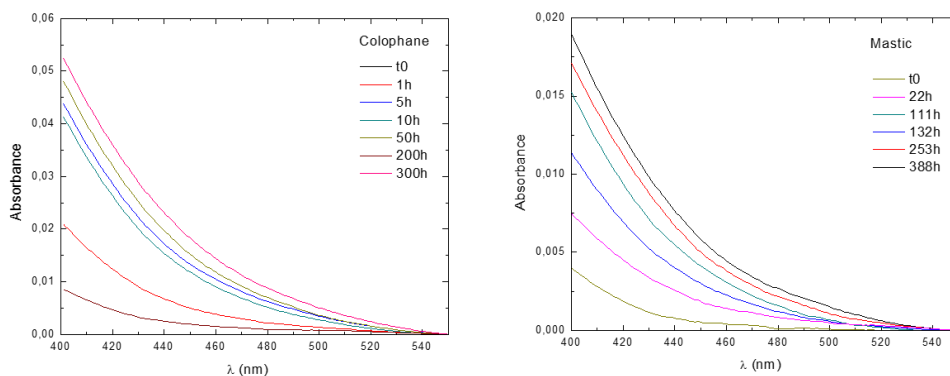 Colophane
t0
1h
5h
10h
50h
200h
300h
0,06
0,05
0,04
0,03
0,02
0,01
0,00
Absorbance
400 420 440 460 480 500 520 540
λ (nm)
Mastic
t0
22h
111h
132h
253h
388h
0,020
0,015
0,010
0,005
0,000
Absorbance
400 420 440 460 480 500 520 540
λ (nm)